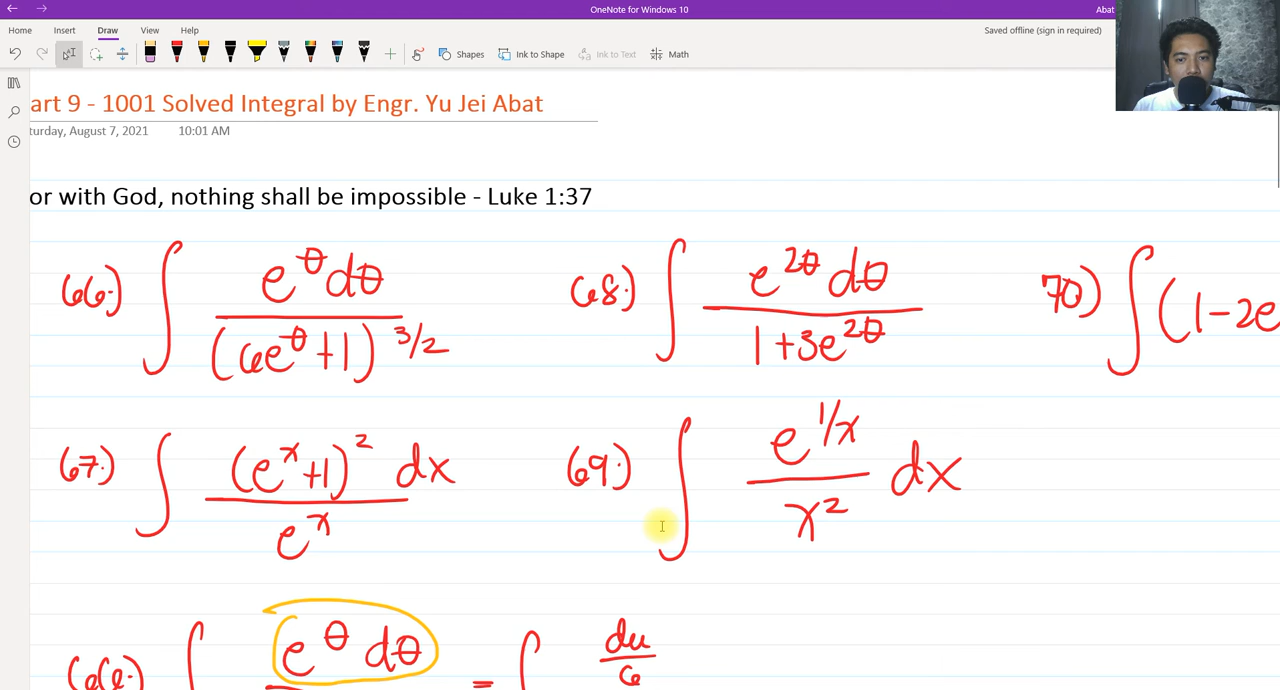 OneNote for Windows 10
Abat
Home Insert Draw View Help
Saved offline (sign in required)
Shapes Ink to Shape Ink to Text Math
art 9 - 1001 Solved Integral by Engr. Yu Jei Abat
turday, August 7, 2021 10:01 AM
or with God, nothing shall be impossible - Luke 1:37
66.) ∫ e^θ dθ / (6e^θ+1)^3/2
68.) ∫ e^2θ dθ / 1+3e^2θ
70) ∫ (1-2e
67.) ∫ (e^x+1)^2 dx / e^x
69.) ∫ e^1/x / x^2 dx
66.) ∫ e^θ dθ = ∫ du/6